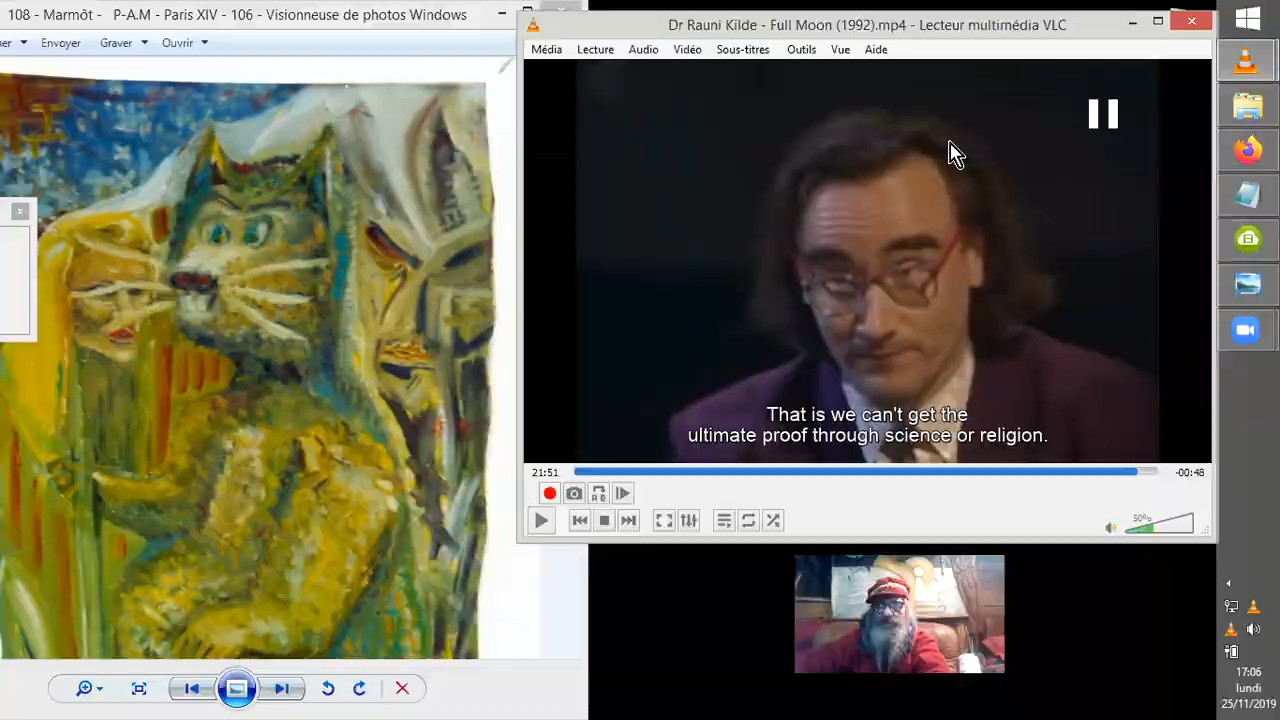 108 - Marmòt - P-A-M - Paris XIV - 106 - Visionneuse de photos Windows
Envoyer Graver Ouvrir
Dr Rauni Kilde - Full Moon (1992).mp4 - Lecteur multimédia VLC
Média Lecture Audio Vidéo Sous-titres Outils Vue Aide
That is we can't get the
ultimate proof through science or religion.
21:51
-00:48
50%
17:06
lundi
25/11/2019